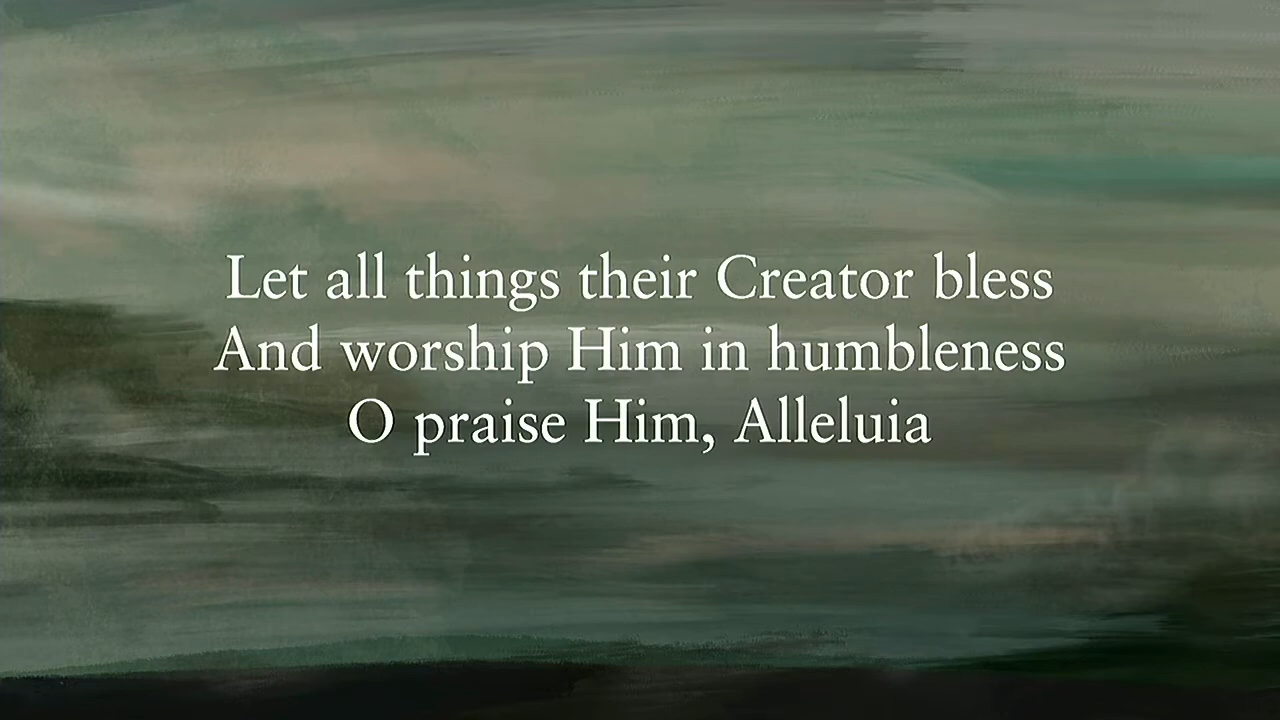 Let all things their Creator bless
And worship Him in humbleness
O praise Him, Alleluia